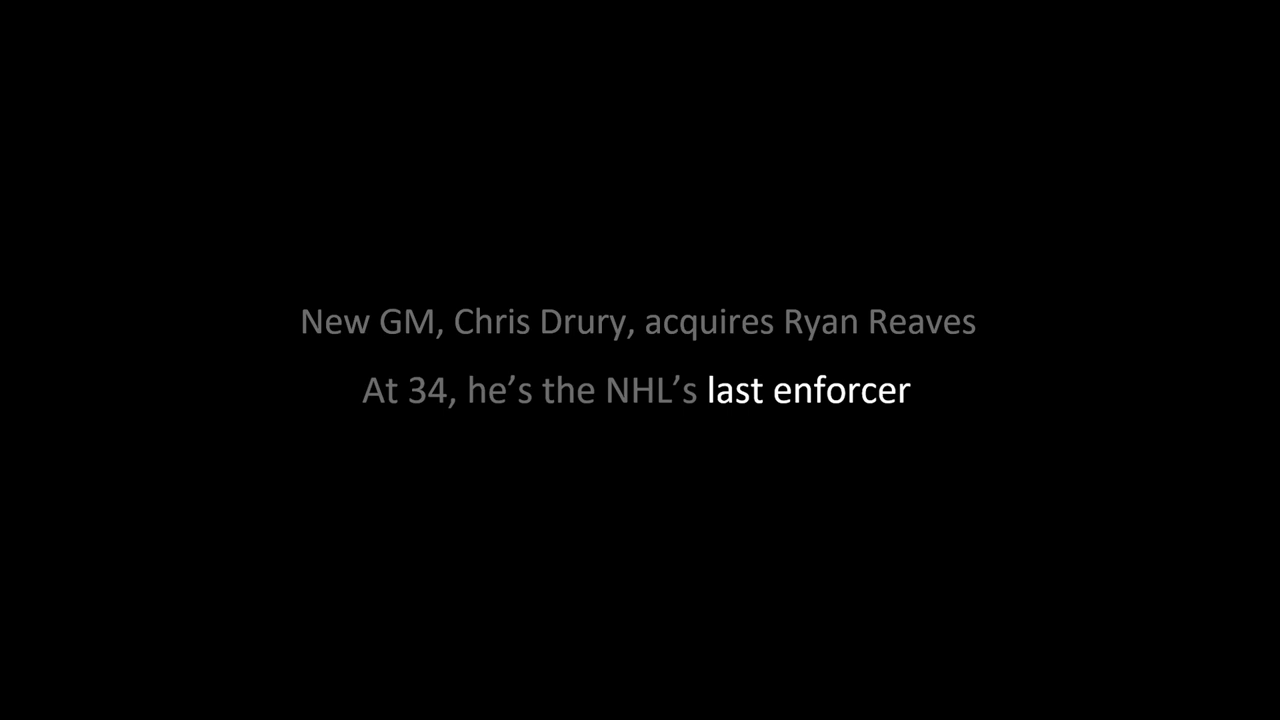 New GM, Chris Drury, acquires Ryan Reaves
At 34, he’s the NHL’s last enforcer